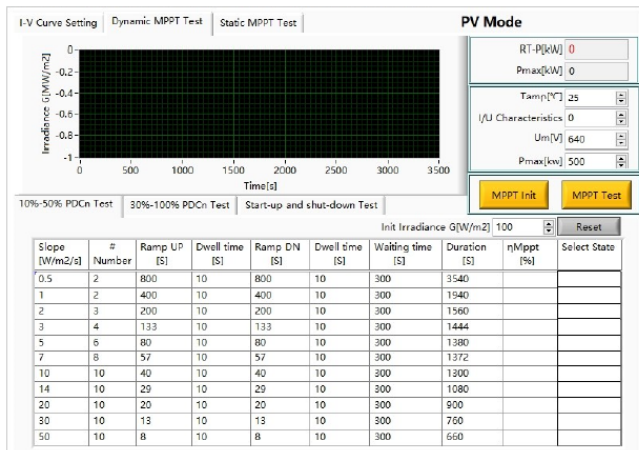 I-V Curve Setting Dynamic MPPT Test Static MPPT Test PV Mode
RT-P[kW] 0
Pmax[kW] 0
Tamp[℃] 25
I/U Characteristics 0
Um[V] 640
Pmax[kw] 500
MPPT Init MPPT Test
Irradiance G[MW/m2]
0
-0.2
-0.4
-0.6
-0.8
-1
0 500 1000 1500 2000 2500 3000 3500
Time[s]
10%-50% PDCn Test 30%-100% PDCn Test Start-up and shut-down Test
Init Irradiance G[W/m2] 100 Reset
Slope [W/m2/s] # Number Ramp UP [S] Dwell time [S] Ramp DN [S] Dwell time [S] Waiting time [S] Duration [S] ηMppt [%] Select State
0.5 2 800 10 800 10 300 3540
1 2 400 10 400 10 300 1940
2 3 200 10 200 10 300 1560
3 4 133 10 133 10 300 1444
5 6 80 10 80 10 300 1380
7 8 57 10 57 10 300 1372
10 10 40 10 40 10 300 1300
14 10 29 10 29 10 300 1080
20 10 20 10 20 10 300 900
30 10 13 10 13 10 300 760
50 10 8 10 8 10 300 660